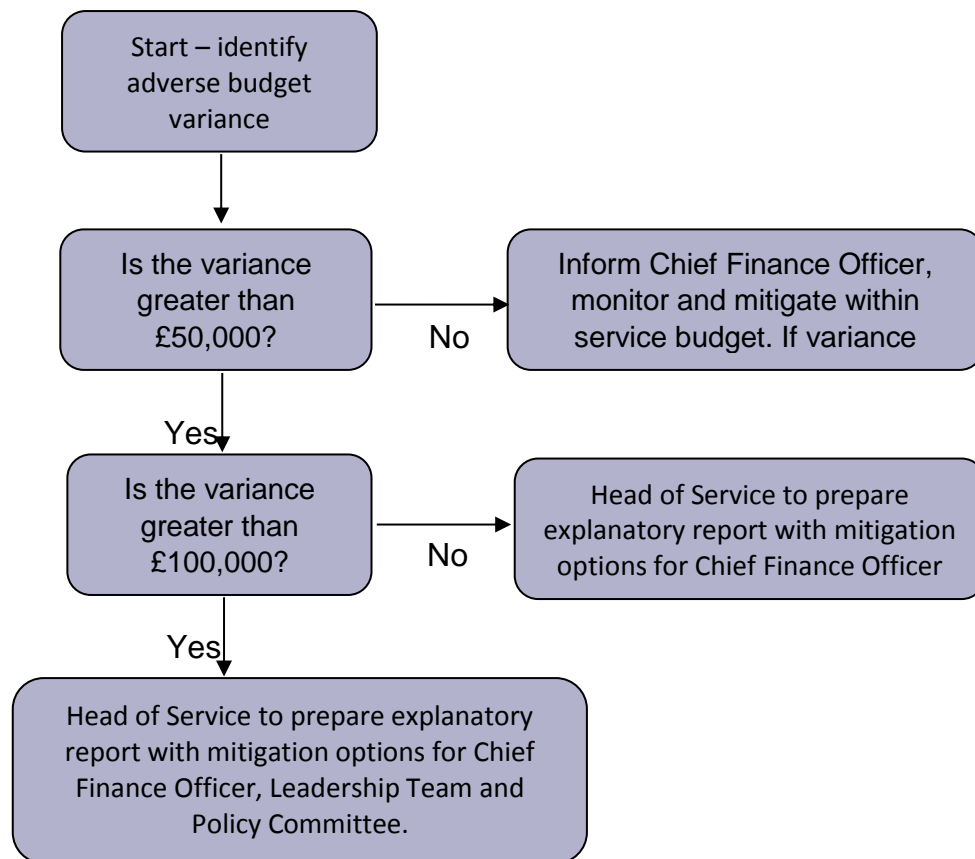 Start – identify
adverse budget
variance
Is the variance
greater than
£50,000?
No
Inform Chief Finance Officer,
monitor and mitigate within
service budget. If variance
Yes
Is the variance
greater than
£100,000?
No
Head of Service to prepare
explanatory report with mitigation
options for Chief Finance Officer
Yes
Head of Service to prepare explanatory
report with mitigation options for Chief
Finance Officer, Leadership Team and
Policy Committee.